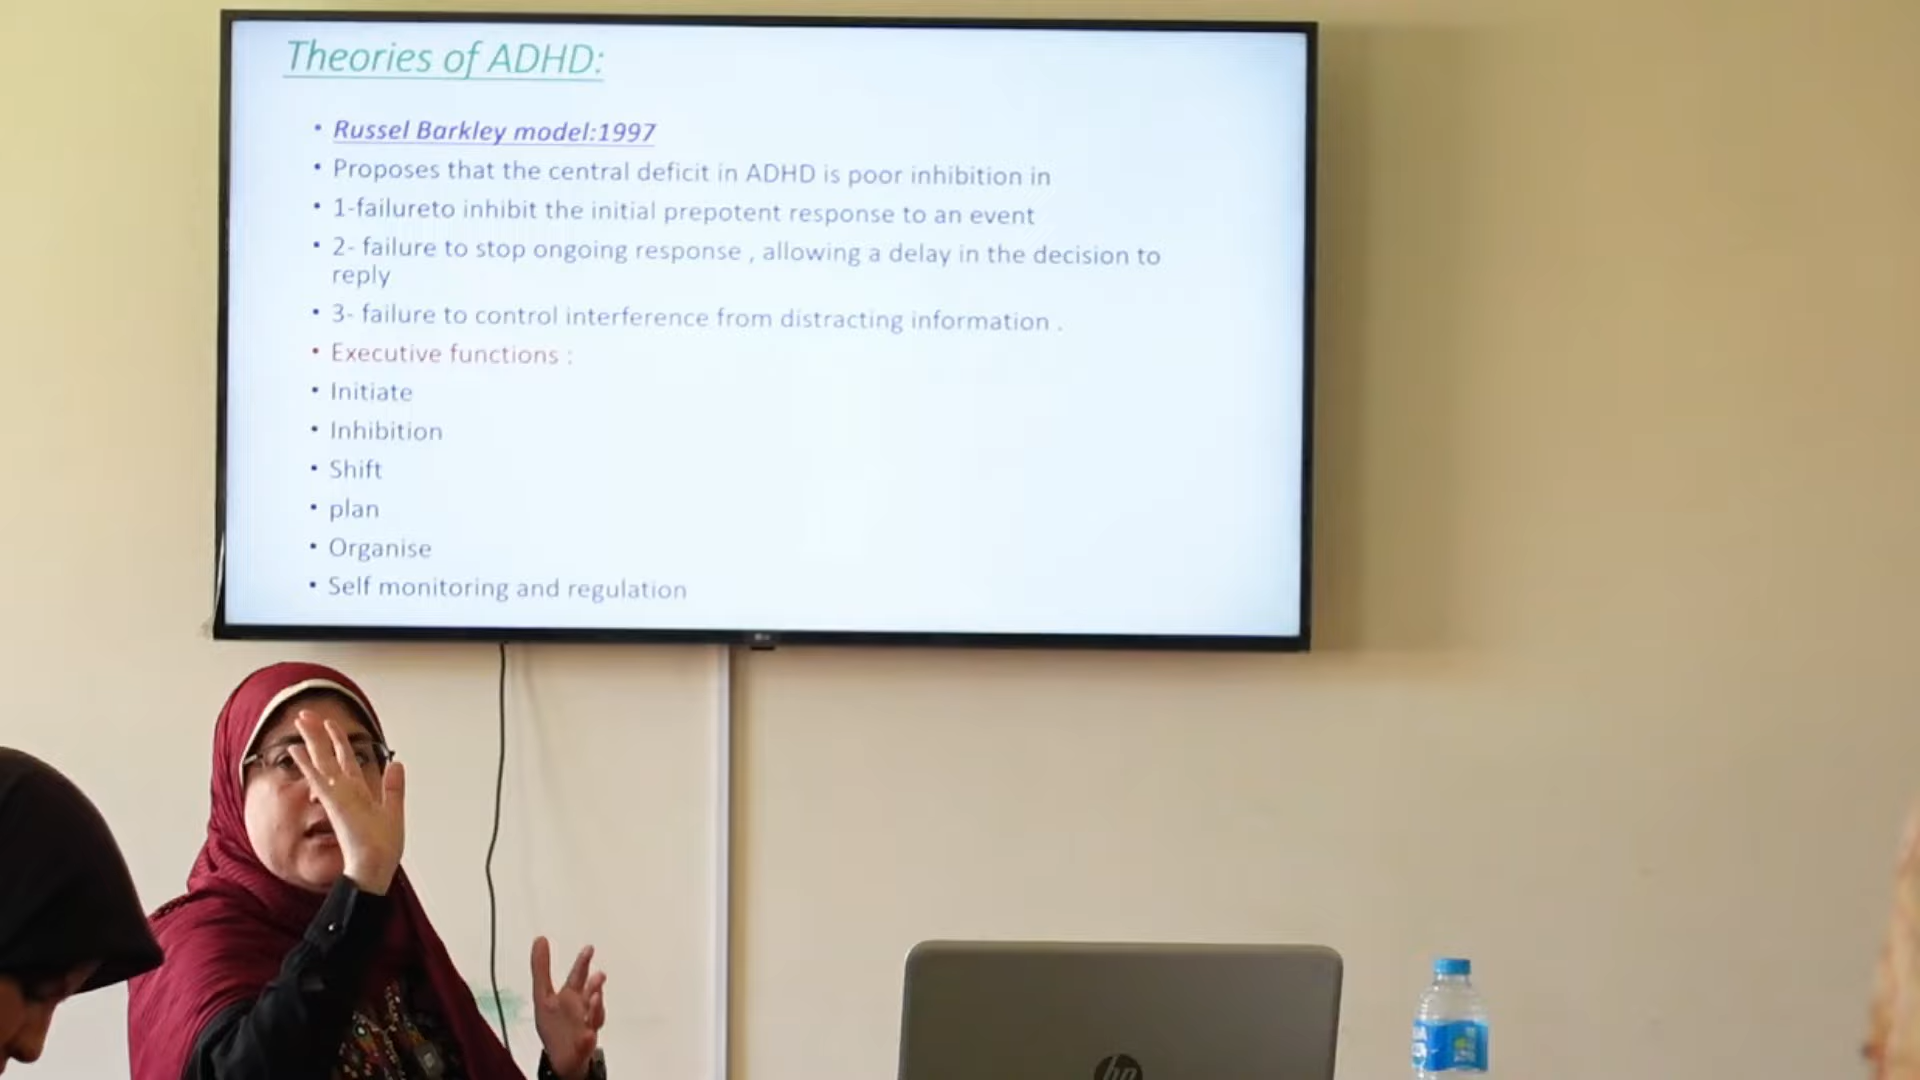 Theories of ADHD:
• Russel Barkley model:1997
• Proposes that the central deficit in ADHD is poor inhibition in
• 1-failureto inhibit the initial prepotent response to an event
• 2- failure to stop ongoing response , allowing a delay in the decision to
reply
• 3- failure to control interference from distracting information .
• Executive functions :
• Initiate
• Inhibition
• Shift
• plan
• Organise
• Self monitoring and regulation
hp